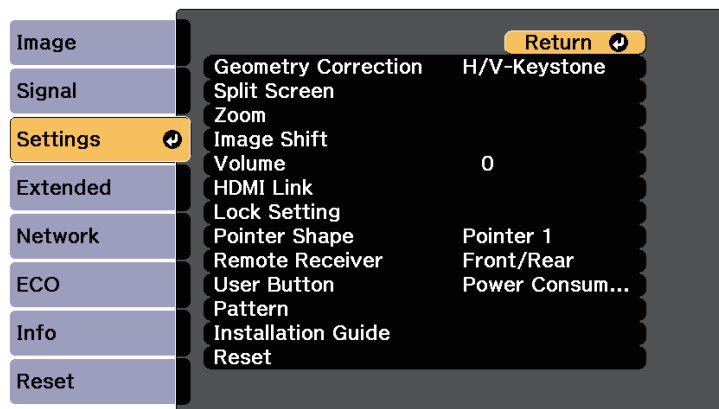 Image
Signal
Settings
Extended
Network
ECO
Info
Reset
Return
Geometry Correction H/V-Keystone
Split Screen
Zoom
Image Shift
Volume 0
HDMI Link
Lock Setting
Pointer Shape Pointer 1
Remote Receiver Front/Rear
User Button Power Consum...
Pattern
Installation Guide
Reset